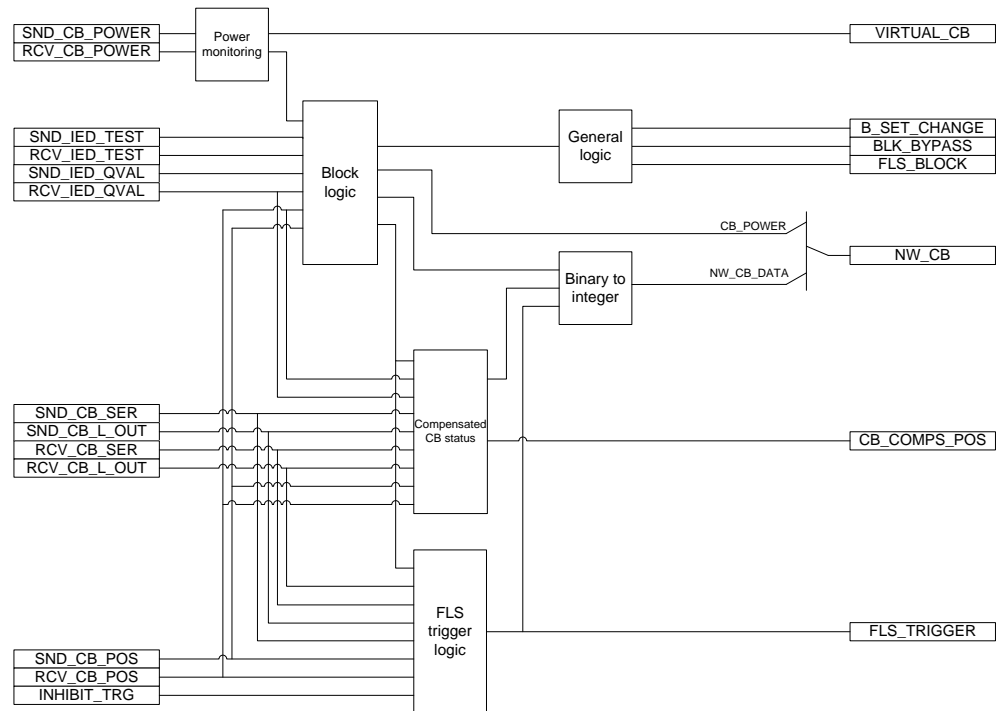 SND_CB_POWER
RCV_CB_POWER
Power
monitoring
VIRTUAL_CB
SND_IED_TEST
RCV_IED_TEST
SND_IED_QVAL
RCV_IED_QVAL
Block
logic
General
logic
B_SET_CHANGE
BLK_BYPASS
FLS_BLOCK
CB_POWER
NW_CB_DATA
NW_CB
Binary to
integer
SND_CB_SER
SND_CB_L_OUT
RCV_CB_SER
RCV_CB_L_OUT
Compensated
CB status
CB_COMPS_POS
FLS
trigger
logic
FLS_TRIGGER
SND_CB_POS
RCV_CB_POS
INHIBIT_TRG